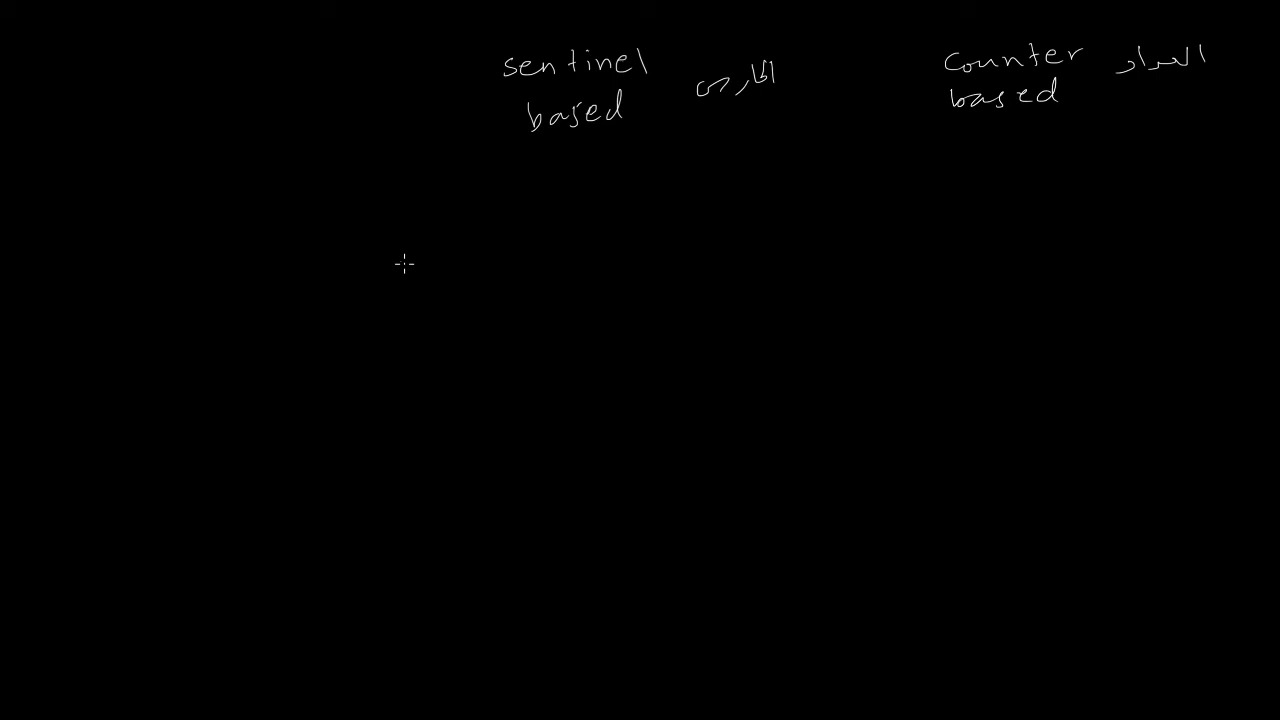 sentinel
based
الحارس
counter
based
العداد